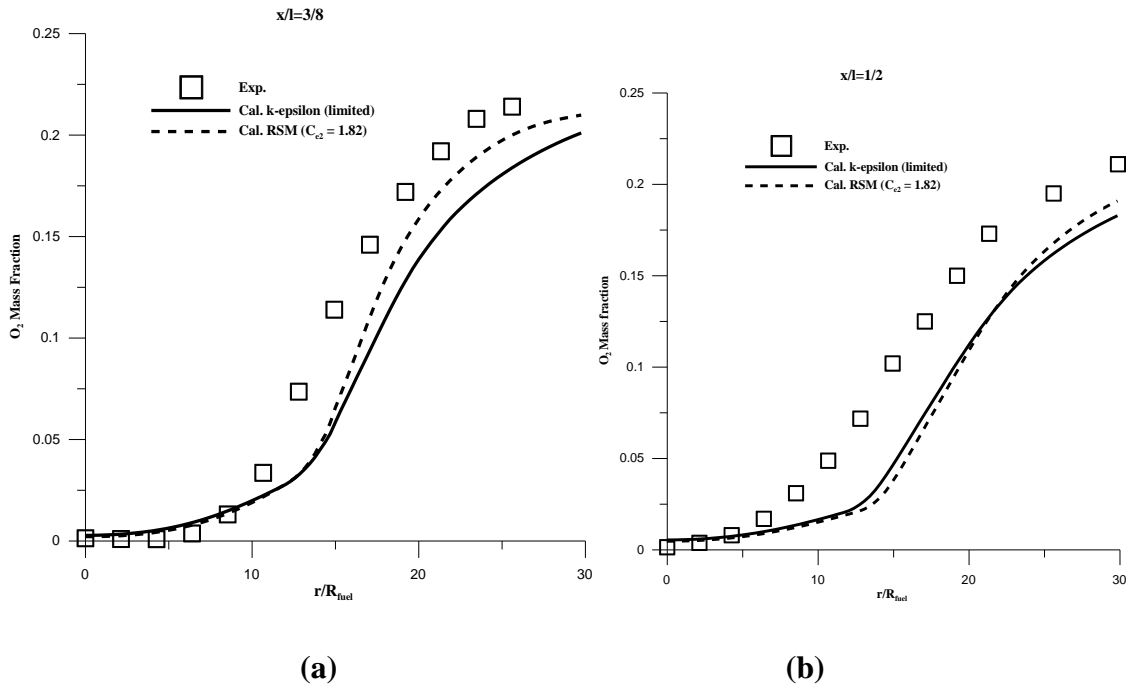 x/l=3/8
0.25
0.2
0.15
0.1
0.05
0
O2 Mass Fraction
Exp.
Cal. k-epsilon (limited)
Cal. RSM (Cε2 = 1.82)
0 10 20 30
r/Rfuel
(a)
x/l=1/2
0.25
0.2
0.15
0.1
0.05
0
O2 Mass fraction
Exp.
Cal. k-epsilon (limited)
Cal. RSM (Cε2 = 1.82)
0 10 20 30
r/Rfuel
(b)